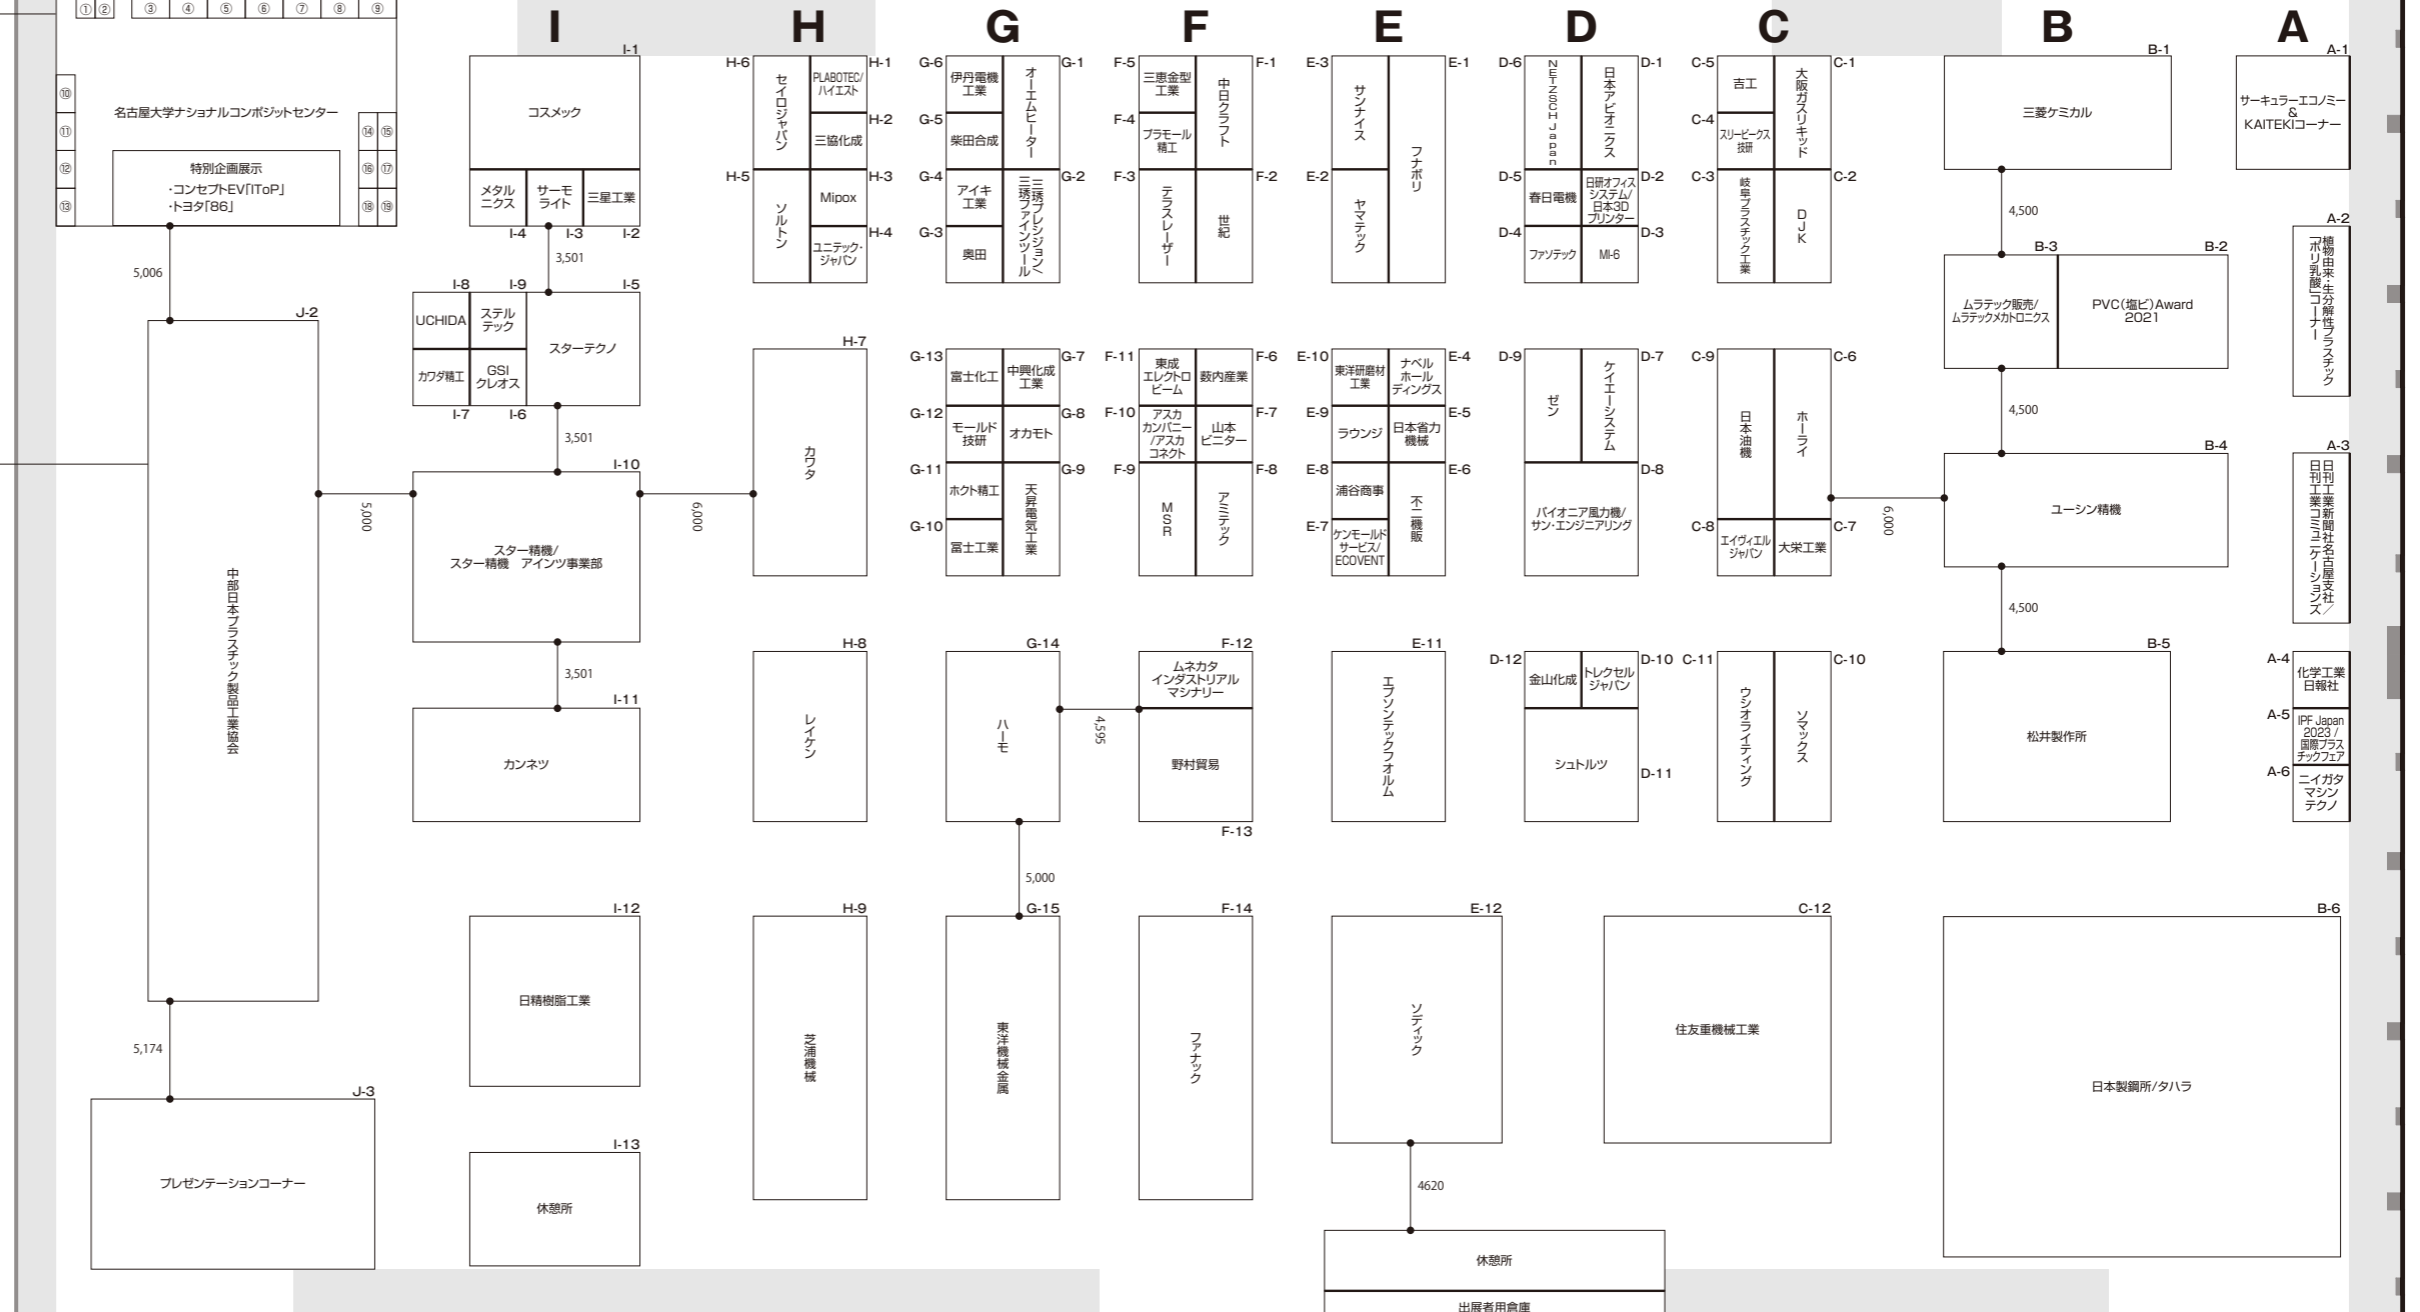 ① ② ③ ④ ⑤ ⑥ ⑦ ⑧ ⑨
⑩
⑪
⑫
⑬
⑭ ⑮
⑯ ⑰
⑱ ⑲
名古屋大学ナショナルコンポジットセンター
特別企画展示
・コンセプトEV「IToP」
・トヨタ「86」
5,006
J-2
中部日本プラスチック製品工業協会
5,174
J-3
プレゼンテーションコーナー
5,000
I
I-1
コスメック
メタル
ニクス
サーモ
ライト
三星工業
I-4
I-3
I-2
3,501
I-8
I-9
I-5
UCHIDA
ステル
テック
スターテクノ
カワダ精工
GSI
クレオス
I-7
I-6
3,501
I-10
スター精機/
スター精機 アインツ事業部
6,000
3,501
I-11
カンネツ
I-12
日精樹脂工業
I-13
休憩所
H
H-6
セイロジャパン
H-1
PLABOTEC/
ハイエスト
H-2
三協化成
H-5
ソルトン
H-3
Mipox
H-4
ユニテック・
ジャパン
H-7
カワタ
H-8
レイケン
H-9
芝浦機械
G
G-6
伊丹電機
工業
G-1
オーエムヒーター
G-5
柴田合成
G-4
アイキ
工業
G-2
三琇プレシジョン/
三琇ファインツール
G-3
奥田
G-13
富士化工
G-7
中興化成
工業
G-12
モールド
技研
G-8
オカモト
G-11
ホクト精工
G-9
天昇電気工業
G-10
冨士工業
G-14
ハーモ
4,595
5,000
G-15
東洋機械金属
F
F-5
三恵金型
工業
F-1
中日クラフト
F-4
プラモール
精工
F-3
テラスレーザー
F-2
世紀
F-11
東成
エレクトロ
ビーム
F-6
薮内産業
F-10
アスカ
カンパニー
/アスカ
コネクト
F-7
山本
ビニター
F-9
MSR
F-8
アミテック
F-12
ムネカタ
インダストリアル
マシナリー
野村貿易
F-13
F-14
ファナック
E
E-3
サンナイス
E-1
フナボリ
E-2
ヤマテック
E-10
東洋研磨材
工業
E-4
ナベル
ホール
ディングス
E-9
ラウンジ
E-5
日本省力
機械
E-8
浦谷商事
E-6
不二機販
E-7
ケンモールド
サービス/
ECOVENT
E-11
エプソンテックフオルム
E-12
ソディック
4620
休憩所
出展者用倉庫
D
D-6
NETZSCH Japan
D-1
日本アビオニクス
D-5
春日電機
D-2
日研オフィス
システム/
日本3D
プリンター
D-4
ファソテック
D-3
MI-6
D-9
ゼン
D-7
ケイエーシステム
D-8
パイオニア風力機/
サン・エンジニアリング
D-12
金山化成
D-10
トレクセル
ジャパン
シュトルツ
D-11
C
C-5
吉工
C-1
大阪ガスリキッド
C-4
スリーピークス
技研
C-3
岐阜プラスチック工業
C-2
DJK
C-9
日本油機
C-6
ホーライ
C-8
エイヴィエル
ジャパン
C-7
大栄工業
6,000
C-11
ウシオライティング
C-10
ソマックス
C-12
住友重機械工業
B
B-1
三菱ケミカル
4,500
B-3
ムラテック販売/
ムラテックメカトロニクス
B-2
PVC(塩ビ)Award
2021
4,500
B-4
ユーシン精機
4,500
B-5
松井製作所
B-6
日本製鋼所/タハラ
A
A-1
サーキュラーエコノミー
&
KAITEKIコーナー
A-2
植物由来・生分解性プラスチック
「ポリ乳酸」コーナー
A-3
日刊工業新聞社名古屋支社/
日刊工業コミュニケーションズ
A-4
化学工業
日報社
A-5
IPF Japan
2023 /
国際プラス
チックフェア
A-6
ニイガタ
マシン
テクノ